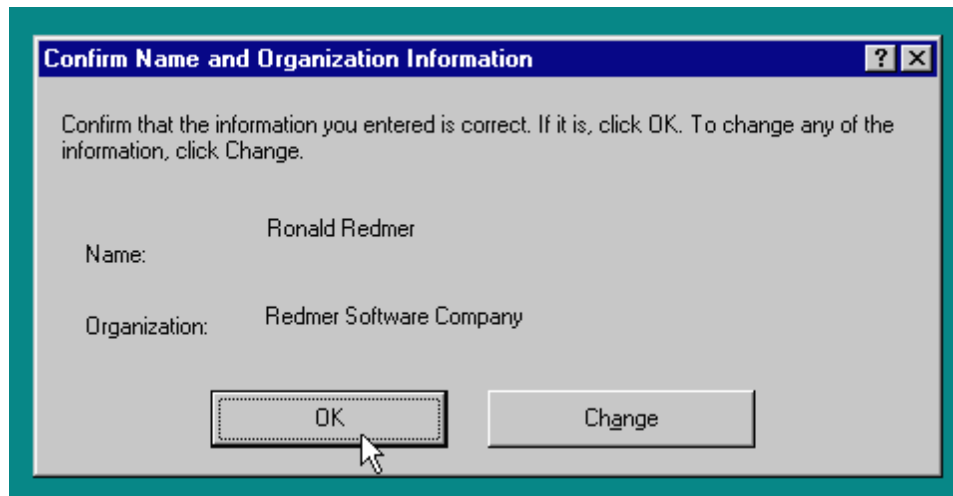 Confirm Name and Organization Information
Confirm that the information you entered is correct. If it is, click OK. To change any of the
information, click Change.
Ronald Redmer
Name:
Redmer Software Company
Organization:
OK
Change